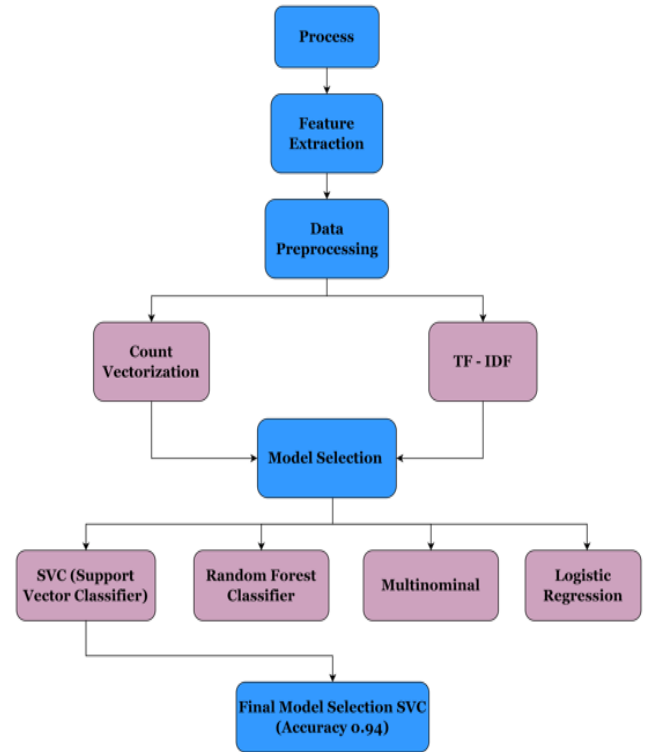 Process
Feature
Extraction
Data
Preprocessing
Count
Vectorization
TF - IDF
Model Selection
SVC (Support
Vector Classifier)
Random Forest
Classifier
Multinominal
Logistic
Regression
Final Model Selection SVC
(Accuracy 0.94)